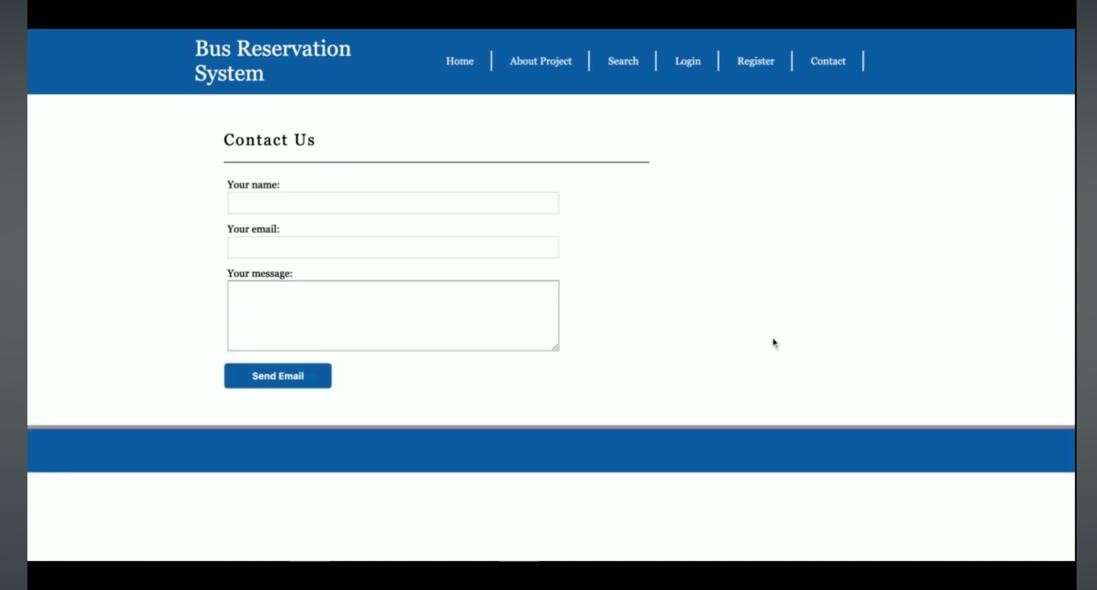 Bus Reservation
System
Home
About Project
Search
Login
Register
Contact
Contact Us
Your name:
Your email:
Your message:
Send Email